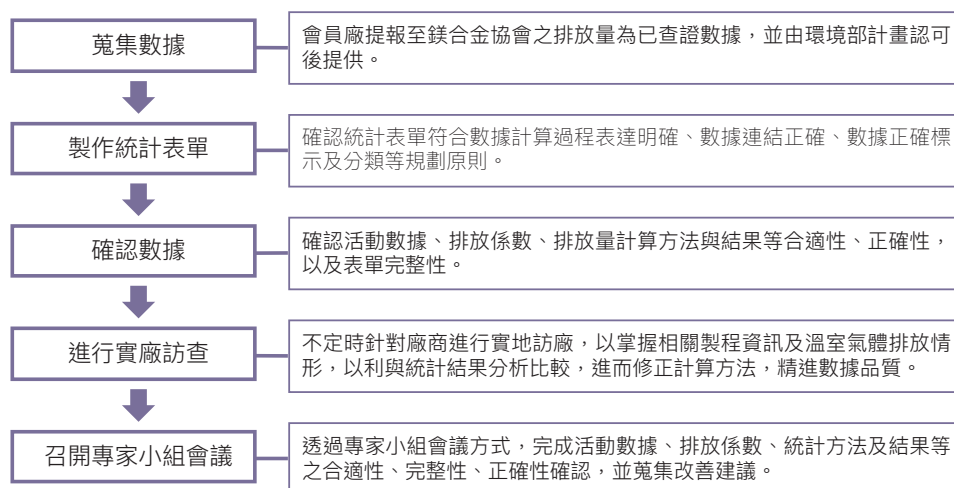 蒐集數據
會員廠提報至鎂合金協會之排放量為已查證數據，並由環境部計畫認可
後提供。
製作統計表單
確認統計表單符合數據計算過程表達明確、數據連結正確、數據正確標
示及分類等規劃原則。
確認數據
確認活動數據、排放係數、排放量計算方法與結果等合適性、正確性，
以及表單完整性。
進行實廠訪查
不定時針對廠商進行實地訪廠，以掌握相關製程資訊及溫室氣體排放情
形，以利與統計結果分析比較，進而修正計算方法，精進數據品質。
召開專家小組會議
透過專家小組會議方式，完成活動數據、排放係數、統計方法及結果等
之合適性、完整性、正確性確認，並蒐集改善建議。